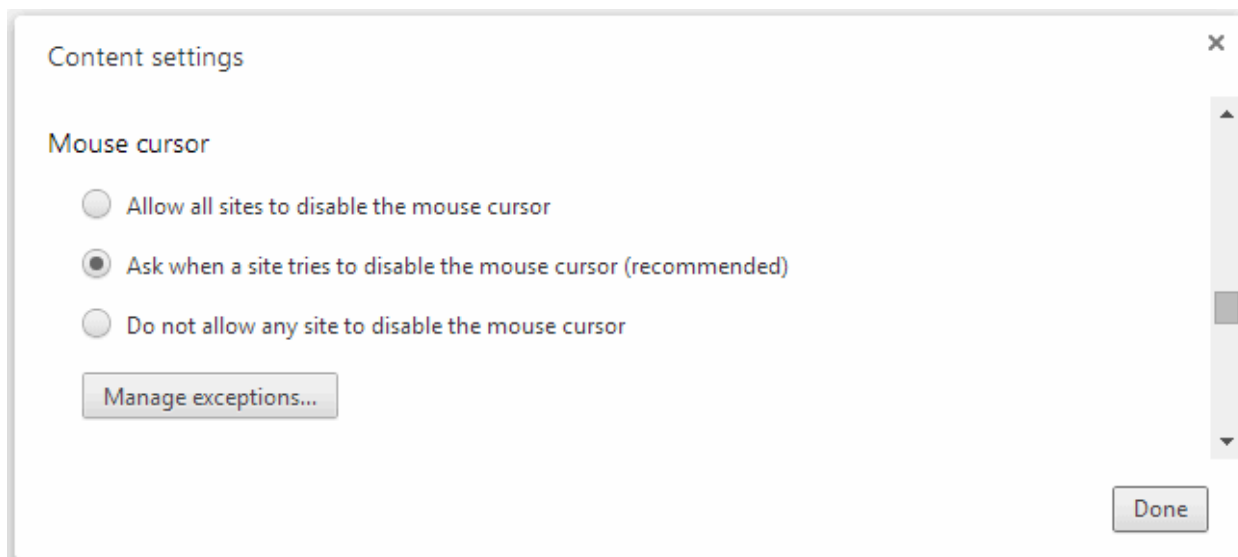 Content settings
Mouse cursor
Allow all sites to disable the mouse cursor
Ask when a site tries to disable the mouse cursor (recommended)
Do not allow any site to disable the mouse cursor
Manage exceptions...
Done